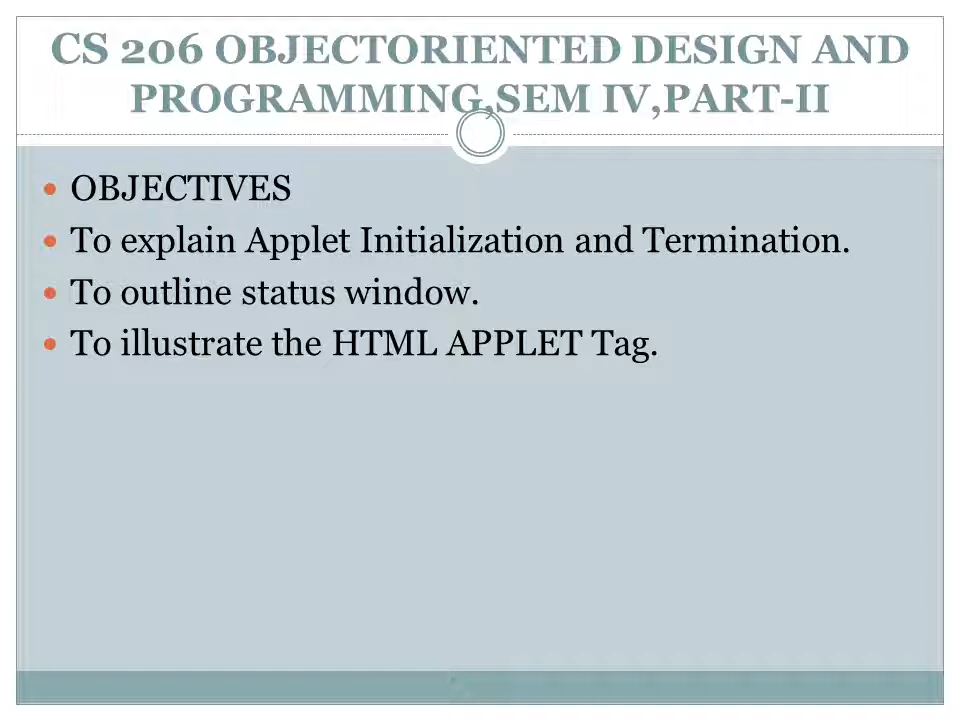 CS 206 OBJECTORIENTED DESIGN AND
PROGRAMMING,SEM IV,PART-II
OBJECTIVES
To explain Applet Initialization and Termination.
To outline status window.
To illustrate the HTML APPLET Tag.